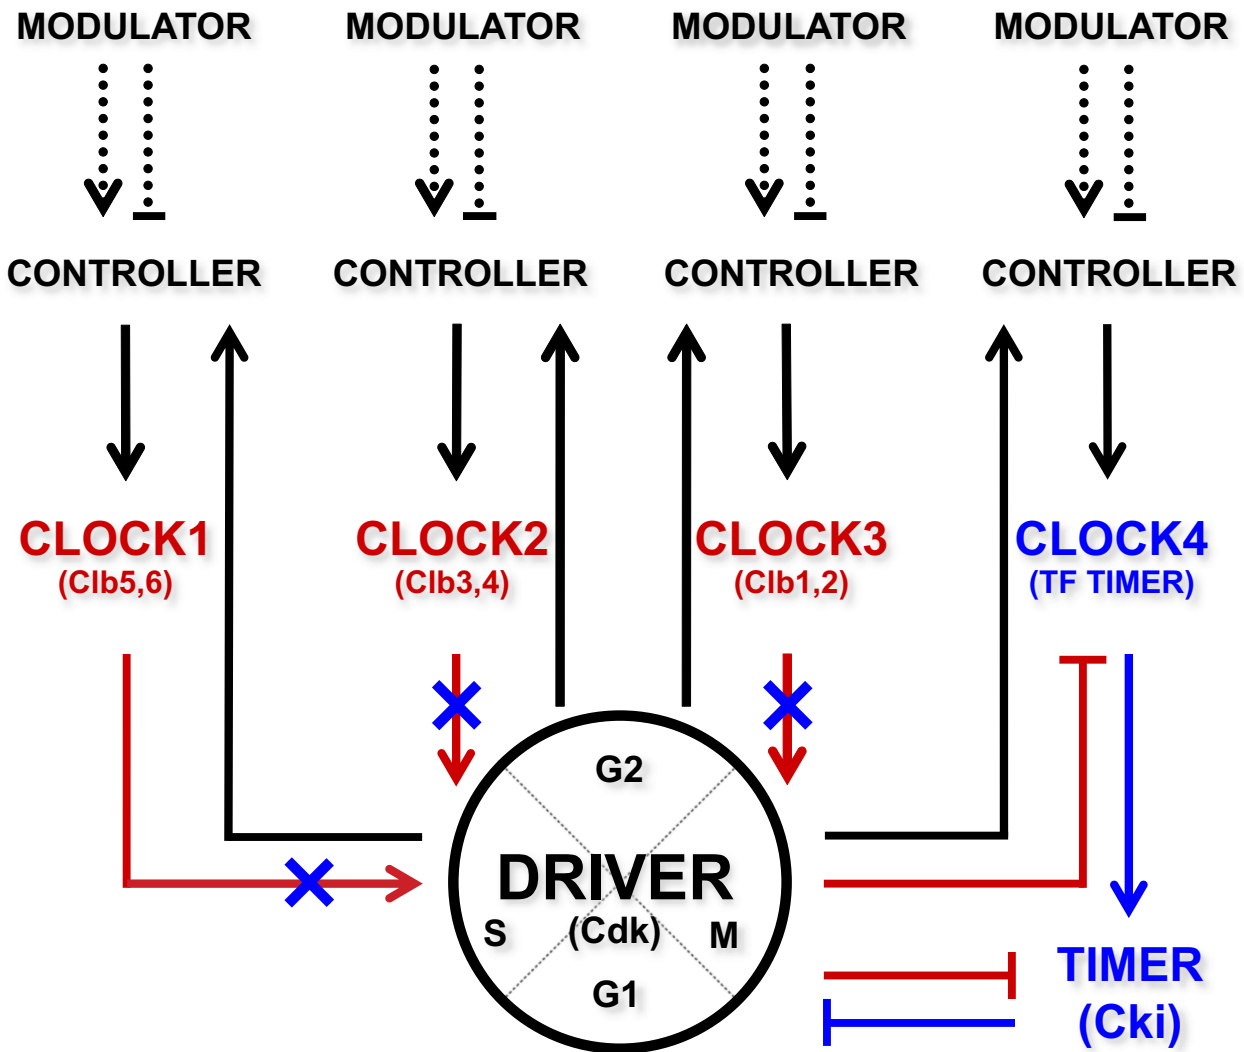 MODULATOR MODULATOR MODULATOR MODULATOR
CONTROLLER CONTROLLER CONTROLLER CONTROLLER
CLOCK1 CLOCK2 CLOCK3 CLOCK4
(Clb5,6) (Clb3,4) (Clb1,2) (TF TIMER)
G2
DRIVER
S (Cdk) M
G1
TIMER
(Cki)